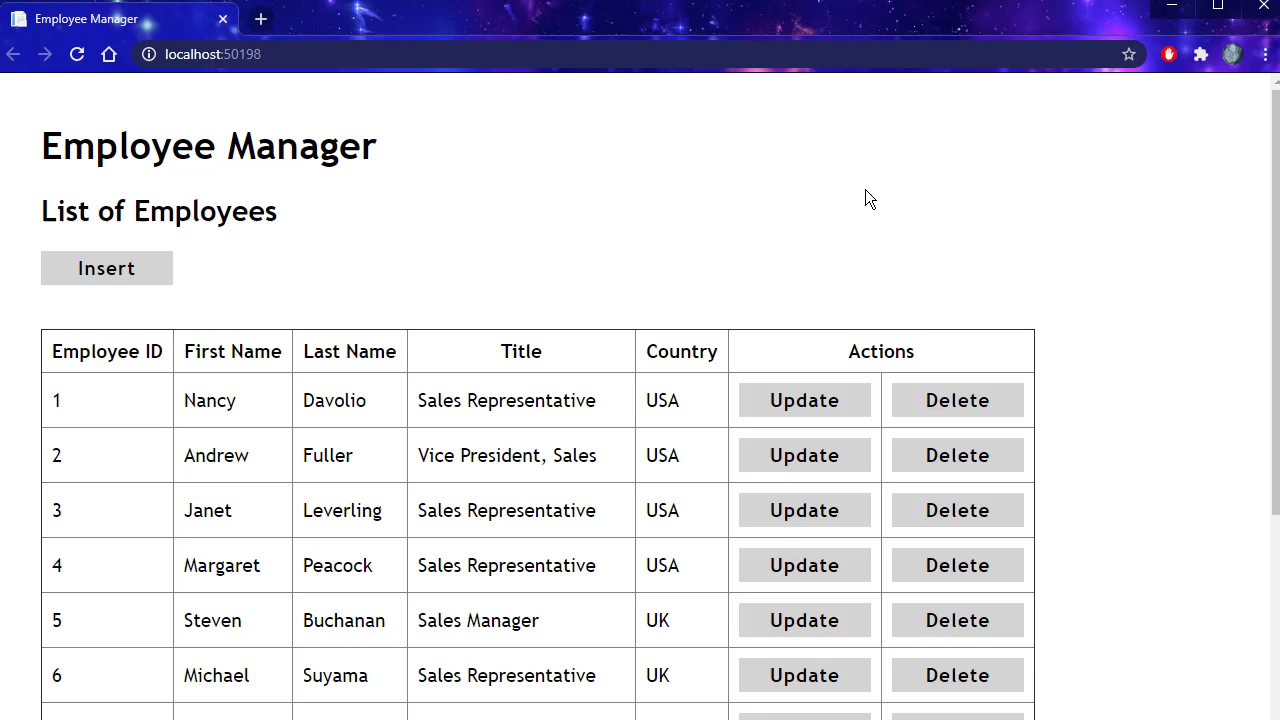 Employee Manager
localhost:50198
Employee Manager
List of Employees
Insert
Employee ID First Name Last Name Title Country Actions
1 Nancy Davolio Sales Representative USA Update Delete
2 Andrew Fuller Vice President, Sales USA Update Delete
3 Janet Leverling Sales Representative USA Update Delete
4 Margaret Peacock Sales Representative USA Update Delete
5 Steven Buchanan Sales Manager UK Update Delete
6 Michael Suyama Sales Representative UK Update Delete